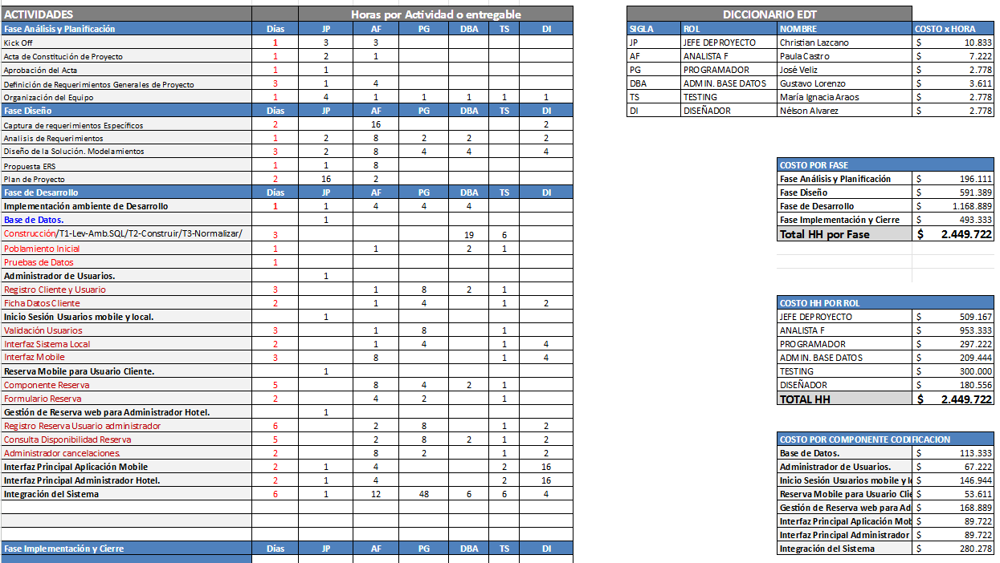 ACTIVIDADES Horas por Actividad o entregable
Fase Análisis y Planificación Días JP AF PG DBA TS DI
Kick Off 1 3 3
Acta de Constitución de Proyecto 1 2 1
Aprobación del Acta 1 1
Definición de Requerimientos Generales de Proyecto 3 1 4
Organización del Equipo 1 4 1 1 1 1 1
Fase Diseño Días JP AF PG DBA TS DI
Captura de requerimientos Específicos 2 16 2
Analisis de Requerimientos 1 2 8 2 2 2
Diseño de la Solución. Modelamientos 3 2 8 4 4 4
Propuesta ERS 1 1 8
Plan de Proyecto 2 16 2
Fase de Desarrollo Días JP AF PG DBA TS DI
Implementación ambiente de Desarrollo 1 1 4 4 4
Base de Datos. 1
Construcción/T1-Lev-Amb.SQL/T2-Construir/T3-Normalizar/ 3 19 6
Poblamiento Inicial 1 1 2 1
Pruebas de Datos 1
Administrador de Usuarios. 1
Registro Cliente y Usuario 3 1 8 2 1
Ficha Datos Cliente 2 1 4 1 2
Inicio Sesión Usuarios mobile y local. 1
Validación Usuarios 3 1 8 1
Interfaz Sistema Local 2 1 4 1 4
Interfaz Mobile 3 8 1 4
Reserva Mobile para Usuario Cliente. 1
Componente Reserva 5 8 4 2 1
Formulario Reserva 2 4 2 1
Gestión de Reserva web para Administrador Hotel. 1
Registro Reserva Usuario administrador 6 2 8 1 2
Consulta Disponibilidad Reserva 5 2 8 2 1 2
Administrador cancelaciones. 2 8 2 1 2
Interfaz Principal Aplicación Mobile 2 1 4 2 16
Interfaz Principal Administrador Hotel. 2 1 4 2 16
Integración del Sistema 6 1 12 48 6 6 4
Fase Implementación y Cierre Días JP AF PG DBA TS DI
DICCIONARIO EDT
SIGLA ROL NOMBRE COSTO x HORA
JP JEFE DE PROYECTO Christian Lazcano $ 10.833
AF ANALISTA F Paula Castro $ 7.222
PG PROGRAMADOR José Veliz $ 2.778
DBA ADMIN. BASE DATOS Gustavo Lorenzo $ 3.611
TS TESTING María Ignacia Araos $ 2.778
DI DISEÑADOR Nélson Alvarez $ 2.778
COSTO POR FASE
Fase Análisis y Planificación $ 196.111
Fase Diseño $ 591.389
Fase de Desarrollo $ 1.168.889
Fase Implementación y Cierre $ 493.333
Total HH por Fase $ 2.449.722
COSTO HH POR ROL
JEFE DE PROYECTO $ 509.167
ANALISTA F $ 953.333
PROGRAMADOR $ 297.222
ADMIN. BASE DATOS $ 209.444
TESTING $ 300.000
DISEÑADOR $ 180.556
TOTAL HH $ 2.449.722
COSTO POR COMPONENTE CODIFICACION
Base de Datos. $ 113.333
Administrador de Usuarios. $ 67.222
Inicio Sesión Usuarios mobile y lo $ 146.944
Reserva Mobile para Usuario Clie $ 53.611
Gestión de Reserva web para Ad $ 168.889
Interfaz Principal Aplicación Mob $ 89.722
Interfaz Principal Administrador $ 89.722
Integración del Sistema $ 280.278